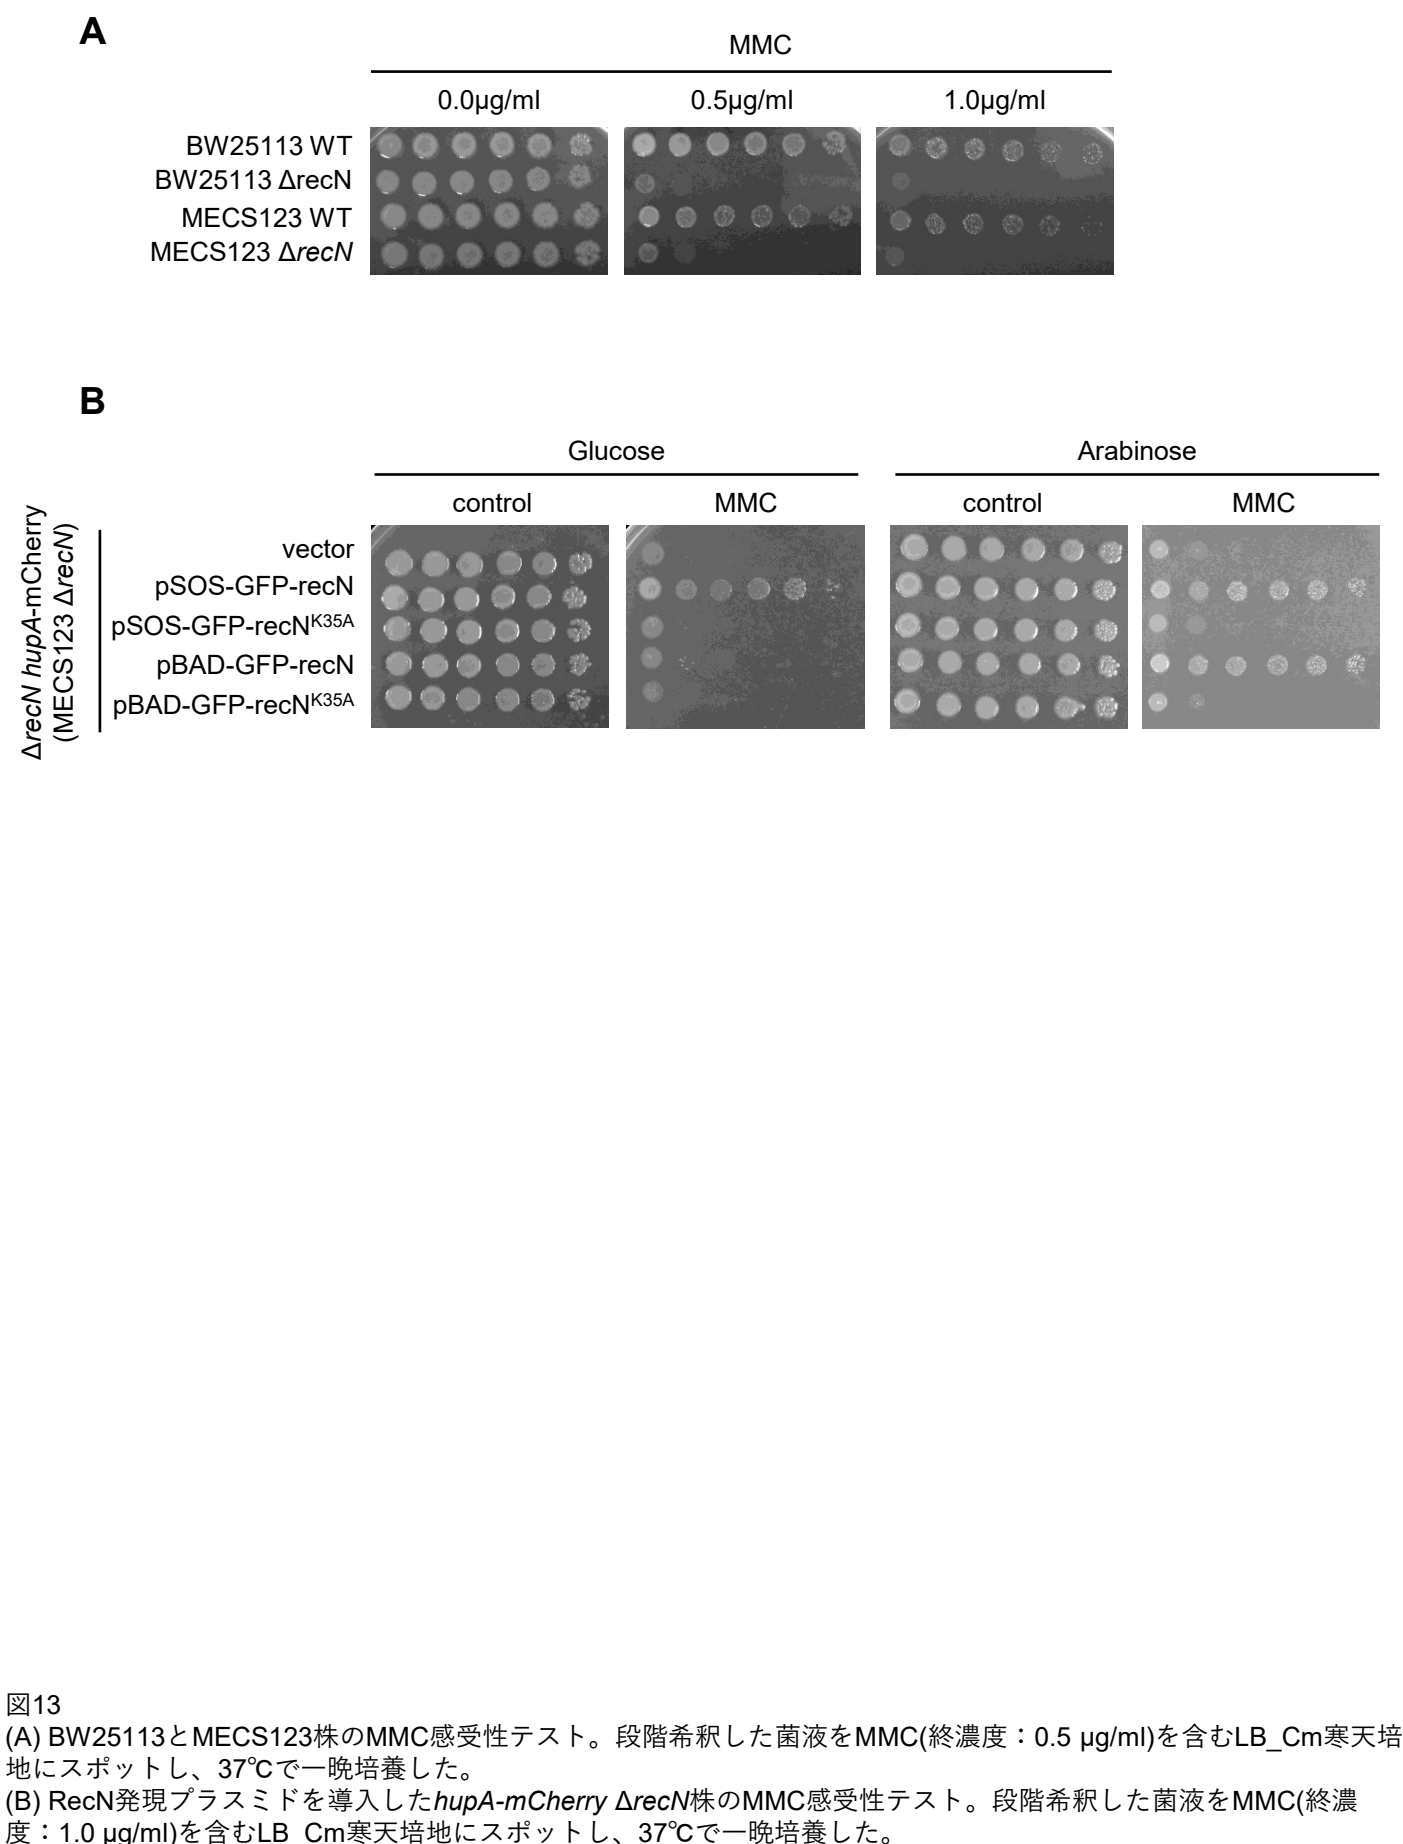 A
MMC
0.0μg/ml 0.5μg/ml 1.0μg/ml
BW25113 WT
BW25113 ΔrecN
MECS123 WT
MECS123 ΔrecN
B
Glucose Arabinose
control MMC control MMC
ΔrecN hupA-mCherry
(MECS123 ΔrecN)
vector
pSOS-GFP-recN
pSOS-GFP-recNK35A
pBAD-GFP-recN
pBAD-GFP-recNK35A
図13
(A) BW25113とMECS123株のMMC感受性テスト。段階希釈した菌液をMMC(終濃度：0.5 μg/ml)を含むLB_Cm寒天培
地にスポットし、37℃で一晩培養した。
(B) RecN発現プラスミドを導入したhupA-mCherry ΔrecN株のMMC感受性テスト。段階希釈した菌液をMMC(終濃
度：1.0 μg/ml)を含むLB_Cm寒天培地にスポットし、37℃で一晩培養した。